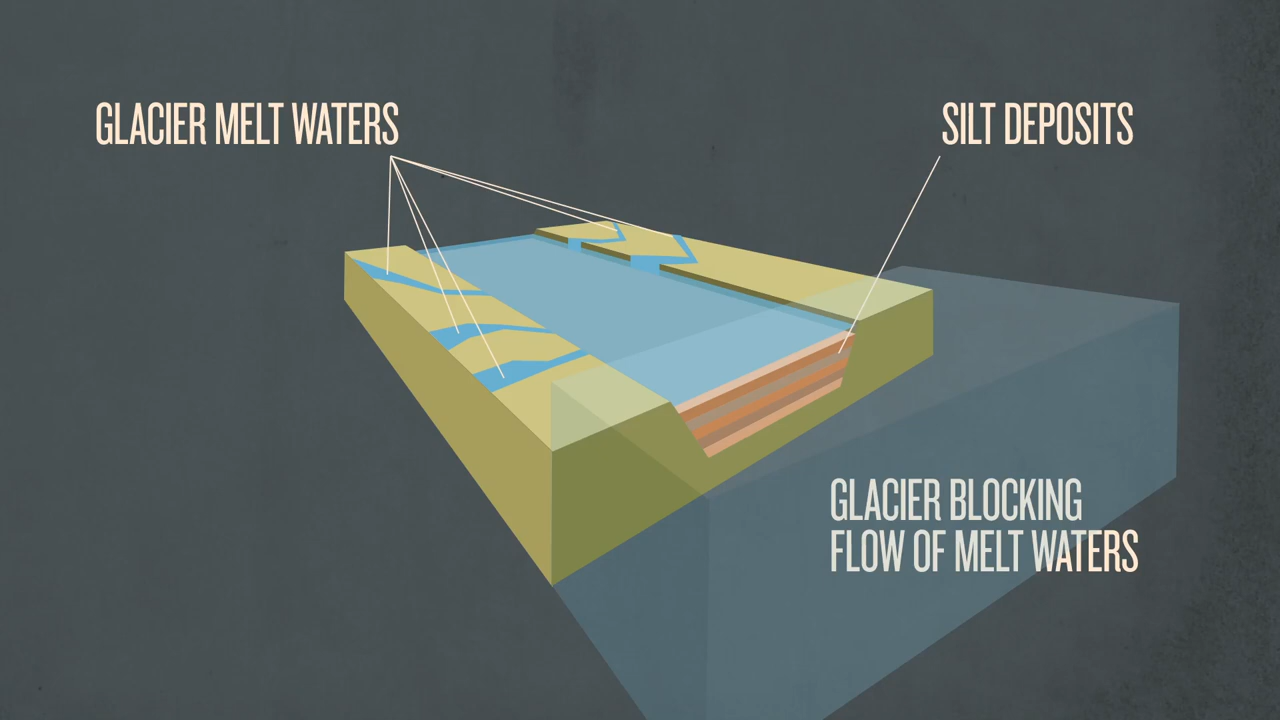 GLACIER MELT WATERS
SILT DEPOSITS
GLACIER BLOCKING
FLOW OF MELT WATERS